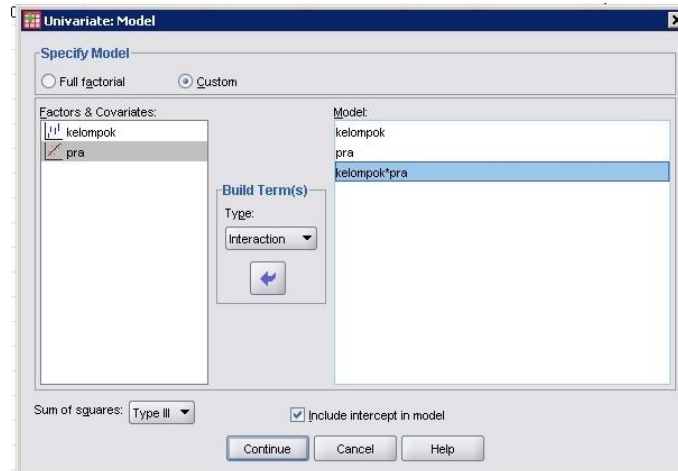 Univariate: Model
Specify Model
Full factorial
Custom
Factors & Covariates:
kelompok
pra
Build Term(s)
Type:
Interaction
Model:
kelompok
pra
kelompok*pra
Sum of squares:
Type III
Include intercept in model
Continue
Cancel
Help